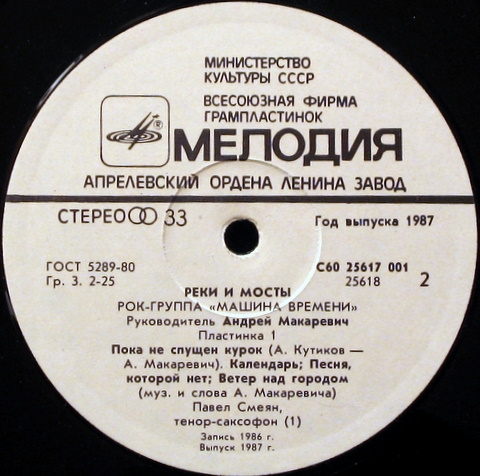 МИНИСТЕРСТВО
КУЛЬТУРЫ СССР
ВСЕСОЮЗНАЯ ФИРМА
ГРАМПЛАСТИНОК
®
МЕЛОДИЯ
АПРЕЛЕВСКИЙ ОРДЕНА ЛЕНИНА ЗАВОД
СТЕРЕО 33
Год выпуска 1987
ГОСТ 5289-80
Гр. 3. 2-25
С60 25617 001
25618 2
РЕКИ И МОСТЫ
РОК-ГРУППА «МАШИНА ВРЕМЕНИ»
Руководитель Андрей Макаревич
Пластинка 1
Пока не спущен курок (А. Кутиков —
А. Макаревич). Календарь; Песня,
которой нет; Ветер над городом
(муз. и слова А. Макаревича)
Павел Смеян,
тенор-саксофон (1)
Запись 1986 г.
Выпуск 1987 г.